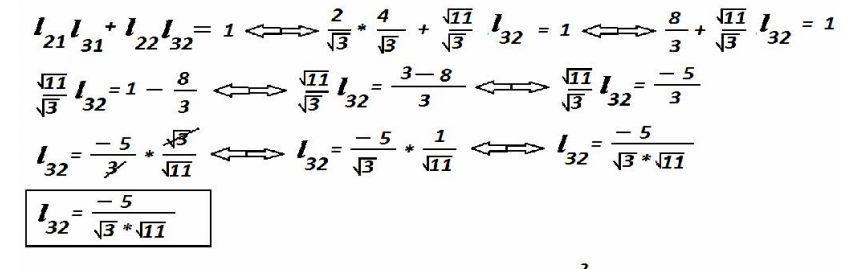 l₂₁ l₃₁ + l₂₂ l₃₂ = 1 ⟺ 2/√3 * 4/√3 + √11/√3 l₃₂ = 1 ⟺ 8/3 + √11/√3 l₃₂ = 1
√11/√3 l₃₂ = 1 − 8/3 ⟺ √11/√3 l₃₂ = 3 − 8/3 ⟺ √11/√3 l₃₂ = − 5/3
l₃₂ = − 5/3 * √3/√11 ⟺ l₃₂ = − 5/√3 * 1/√11 ⟺ l₃₂ = − 5/√3 * √11
l₃₂ = − 5/√3 * √11
2